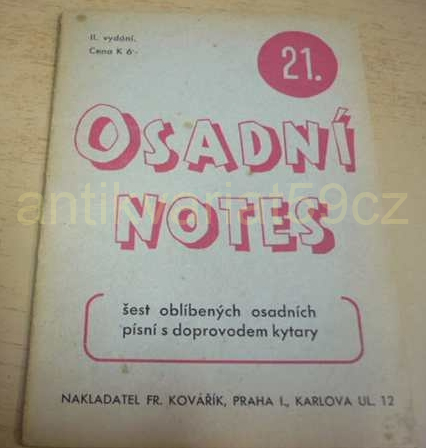 II. vydání.
Cena K 6·-
21.
OSADNÍ
antikvariat59cz
NOTES
šest oblíbených osadních
písní s doprovodem kytary
NAKLADATEL FR. KOVÁŘÍK, PRAHA I., KARLOVA UL. 12